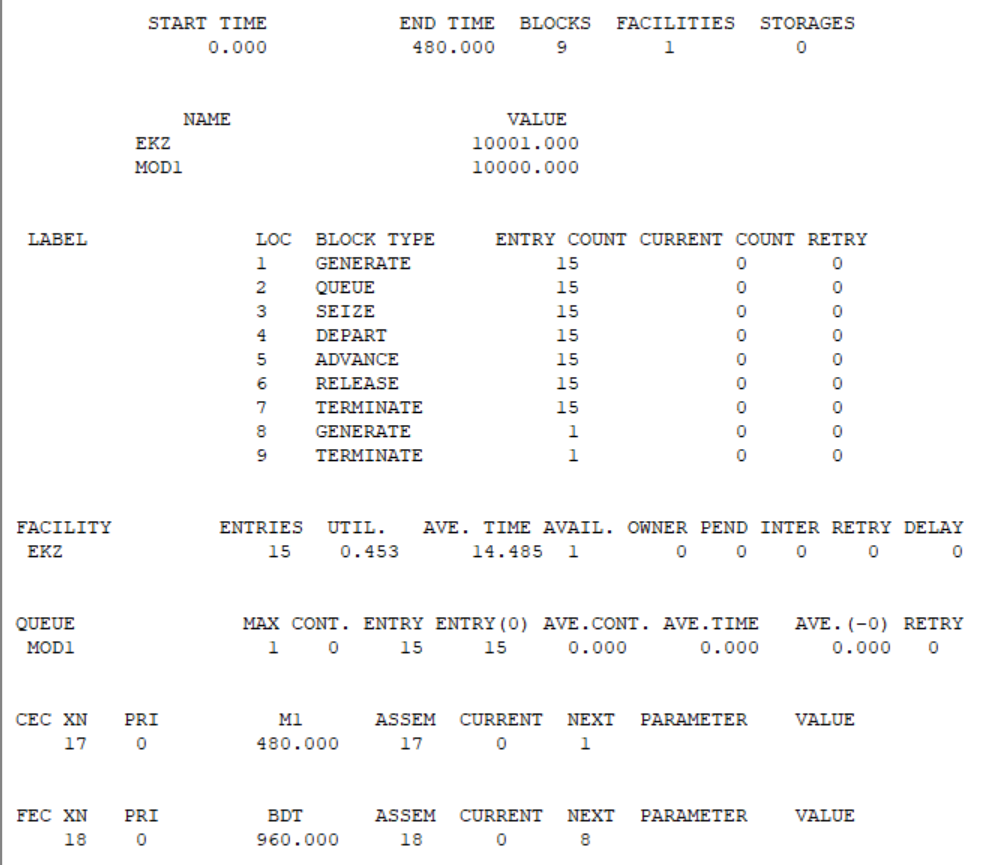 START TIME END TIME BLOCKS FACILITIES STORAGES
0.000 480.000 9 1 0
NAME VALUE
EKZ 10001.000
MOD1 10000.000
LABEL LOC BLOCK TYPE ENTRY COUNT CURRENT COUNT RETRY
1 GENERATE 15 0 0
2 QUEUE 15 0 0
3 SEIZE 15 0 0
4 DEPART 15 0 0
5 ADVANCE 15 0 0
6 RELEASE 15 0 0
7 TERMINATE 15 0 0
8 GENERATE 1 0 0
9 TERMINATE 1 0 0
FACILITY ENTRIES UTIL. AVE. TIME AVAIL. OWNER PEND INTER RETRY DELAY
EKZ 15 0.453 14.485 1 0 0 0 0 0
QUEUE MAX CONT. ENTRY ENTRY(0) AVE.CONT. AVE.TIME AVE.(-0) RETRY
MOD1 1 0 15 15 0.000 0.000 0.000 0
CEC XN PRI M1 ASSEM CURRENT NEXT PARAMETER VALUE
17 0 480.000 17 0 1
FEC XN PRI BDT ASSEM CURRENT NEXT PARAMETER VALUE
18 0 960.000 18 0 8